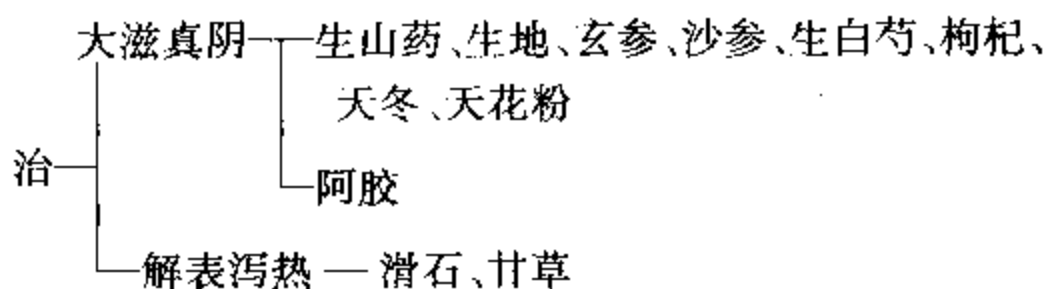 大滋真阴 生山药、生地、玄参、沙参、生白芍、枸杞、
天冬、天花粉
治
阿胶
解表泻热 — 滑石、甘草